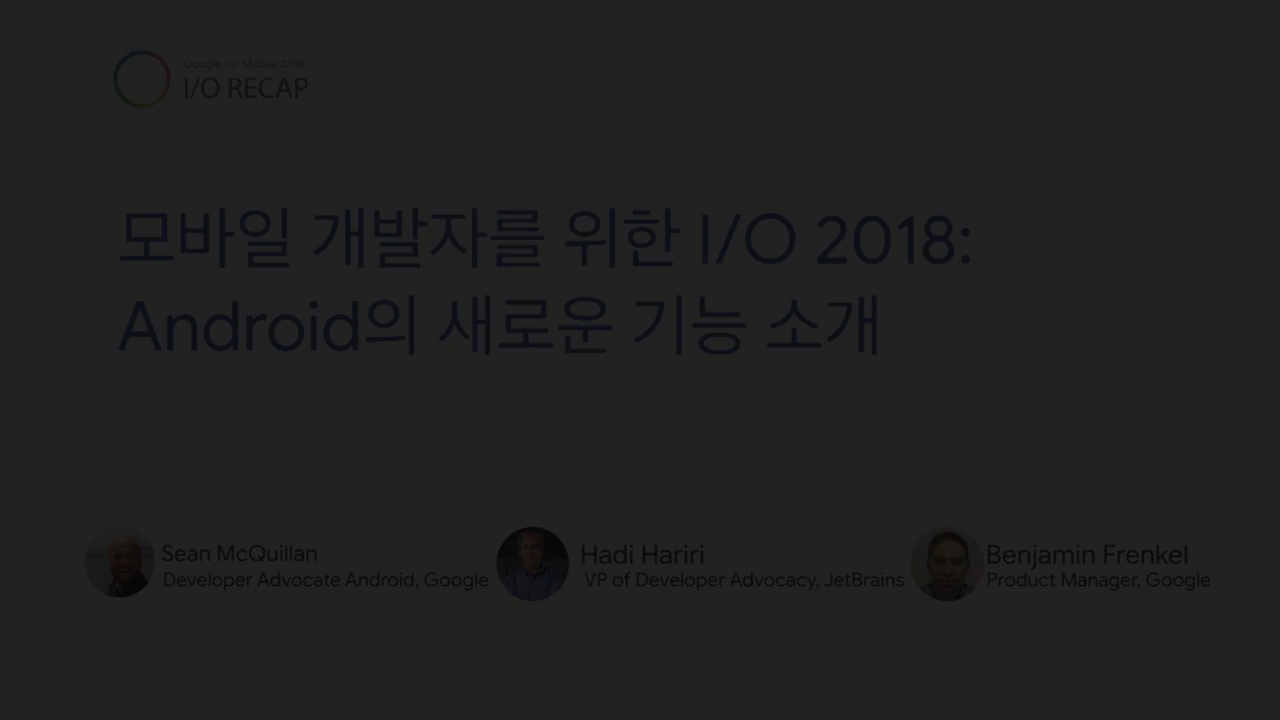 Google for Mobile 2018
I/O RECAP
모바일 개발자를 위한 I/O 2018:
Android의 새로운 기능 소개
Sean McQuillan
Developer Advocate Android, Google
Hadi Hariri
VP of Developer Advocacy, JetBrains
Benjamin Frenkel
Product Manager, Google